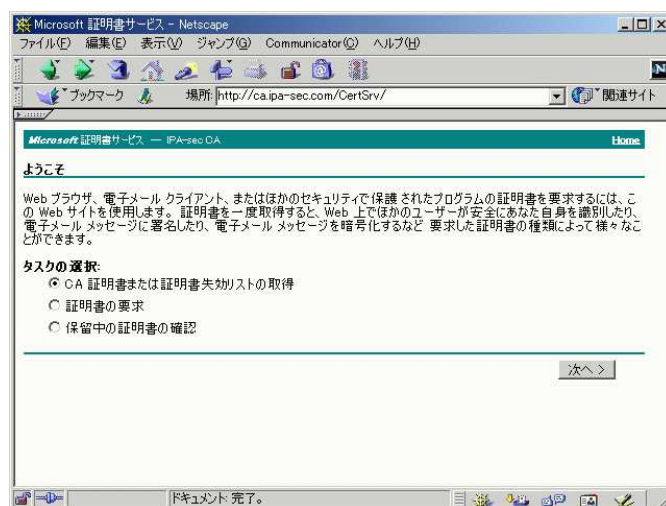 Microsoft 証明書サービス - Netscape
ファイル(F) 編集(E) 表示(V) ジャンプ(G) Communicator(C) ヘルプ(H)
ブックマーク 場所: http://ca.ipa-sec.com/CertSrv/ 関連サイト
Microsoft 証明書サービス — IPA-sec CA Home
ようこそ
Web ブラウザ、電子メール クライアント、またはほかのセキュリティで保護 されたプログラムの証明書を要求するには、こ
の Web サイトを使用します。 証明書を一度取得すると、Web 上でほかのユーザーが安全にあなた自身を識別したり、
電子メール メッセージに署名したり、電子メール メッセージを暗号化するなど 要求した証明書の種類によって様々なこ
とができます。
タスクの選択:
CA 証明書または証明書失効リストの取得
証明書の要求
保留中の証明書の確認
次へ >
ドキュメント: 完了。